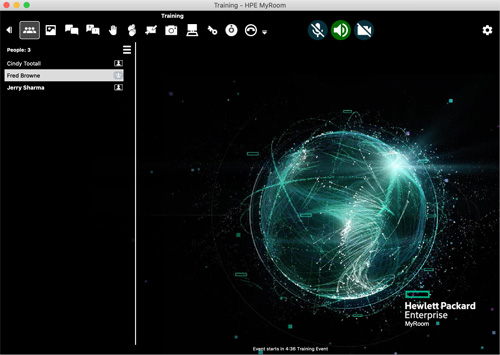 Training - HPE MyRoom
Training
People: 3
Cindy Tootall
Fred Browne
Jerry Sharma
Hewlett Packard
Enterprise
MyRoom
Event starts in 4:36 Training Event